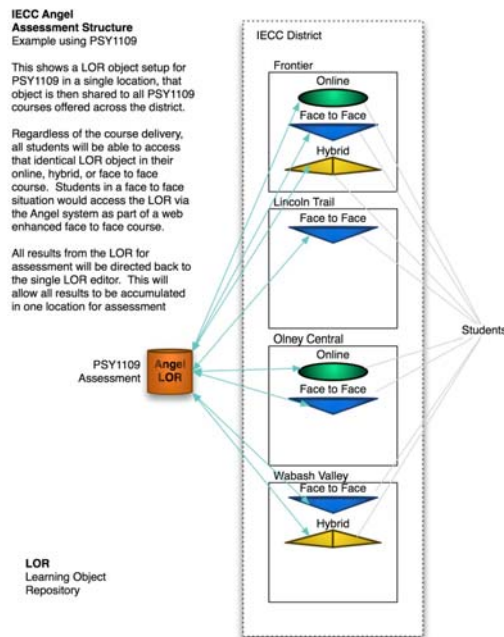 IECC Angel
Assessment Structure
Example using PSY1109
This shows a LOR object setup for
PSY1109 in a single location, that
object is then shared to all PSY1109
courses offered across the district.
Regardless of the course delivery,
all students will be able to access
that identical LOR object in their
online, hybrid, or face to face
course. Students in a face to face
situation would access the LOR via
the Angel system as part of a web
enhanced face to face course.
All results from the LOR for
assessment will be directed back to
the single LOR editor. This will
allow all results to be accumulated
in one location for assessment
PSY1109
Assessment
Angel
LOR
LOR
Learning Object
Repository
IECC District
Frontier
Online
Face to Face
Hybrid
Lincoln Trail
Face to Face
Olney Central
Online
Face to Face
Wabash Valley
Face to Face
Hybrid
Students